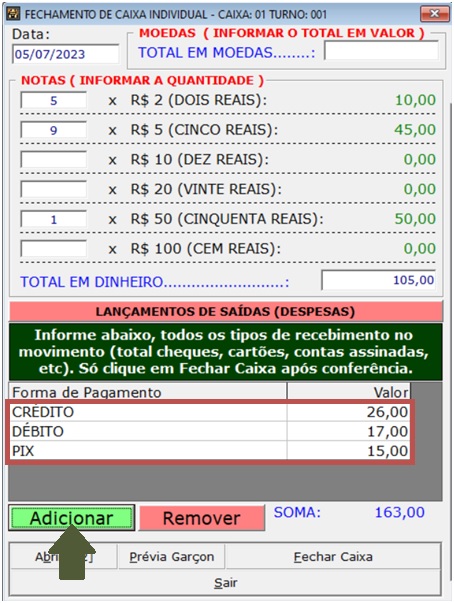 FECHAMENTO DE CAIXA INDIVIDUAL - CAIXA: 01 TURNO: 001
Data:
05/07/2023
MOEDAS ( INFORMAR O TOTAL EM VALOR )
TOTAL EM MOEDAS........:
NOTAS ( INFORMAR A QUANTIDADE )
5 x R$ 2 (DOIS REAIS): 10,00
9 x R$ 5 (CINCO REAIS): 45,00
x R$ 10 (DEZ REAIS): 0,00
x R$ 20 (VINTE REAIS): 0,00
1 x R$ 50 (CINQUENTA REAIS): 50,00
x R$ 100 (CEM REAIS): 0,00
TOTAL EM DINHEIRO............................: 105,00
LANÇAMENTOS DE SAÍDAS (DESPESAS)
Informe abaixo, todos os tipos de recebimento no
movimento (total cheques, cartões, contas assinadas,
etc). Só clique em Fechar Caixa após conferência.
Forma de Pagamento Valor
CRÉDITO 26,00
DÉBITO 17,00
PIX 15,00
Adicionar Remover SOMA: 163,00
Prévia Garçon Fechar Caixa
Sair